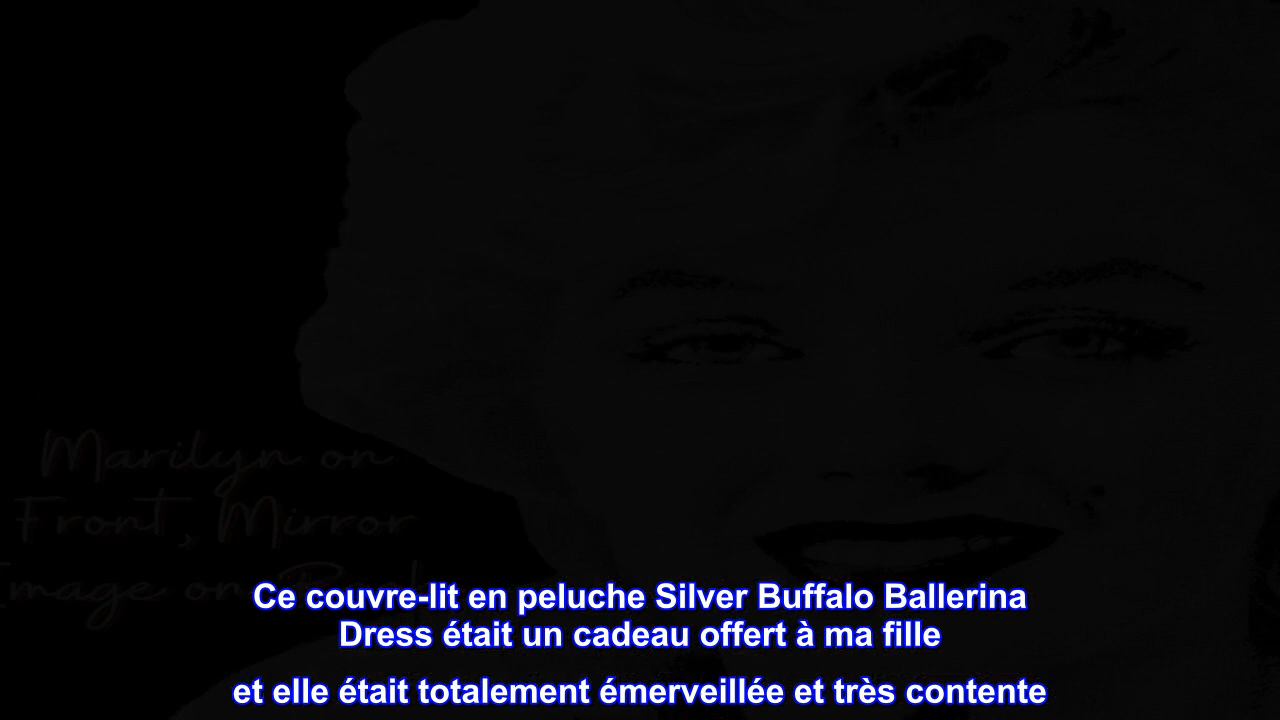 Marilyn on
Front, Mirror
Image on Back
Ce couvre-lit en peluche Silver Buffalo Ballerina
Dress était un cadeau offert à ma fille
et elle était totalement émerveillée et très contente